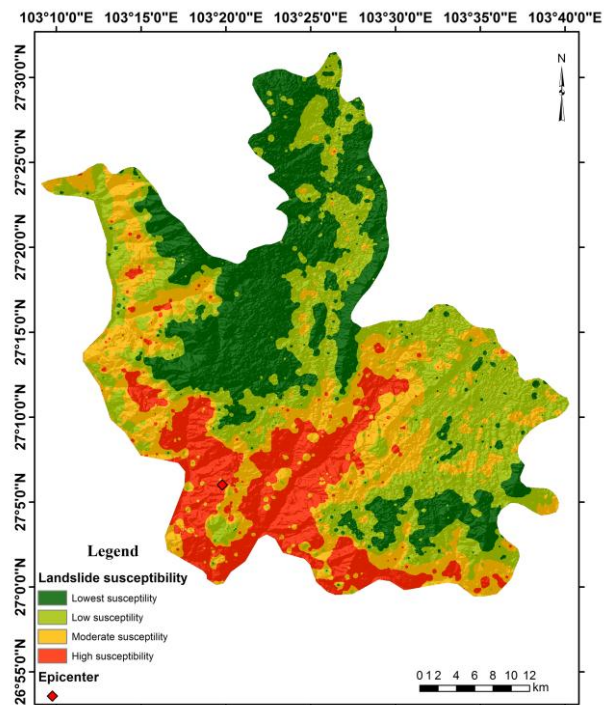 103°10'0"E 103°15'0"E 103°20'0"E 103°25'0"E 103°30'0"E 103°35'0"E 103°40'0"E
27°30'0"N
27°25'0"N
27°20'0"N
27°15'0"N
27°10'0"N
27°5'0"N
27°0'0"N
26°55'0"N
N
Legend
Landslide susceptibility
Lowest susceptility
Low susceptibility
Moderate susceptibility
High susceptibility
Epicenter
0 1 2 4 6 8 10 12
km